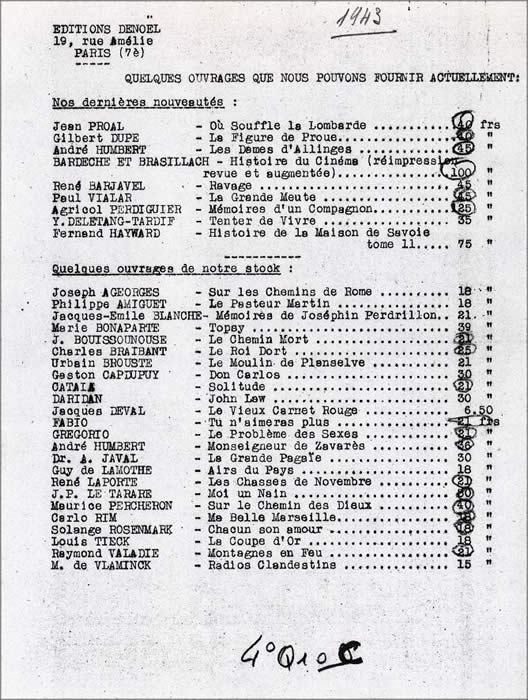 1943
EDITIONS DENOEL
19, rue Amélie
PARIS (7è)
-----
QUELQUES OUVRAGES QUE NOUS POUVONS FOURNIR ACTUELLEMENT:
Nos dernières nouveautés :
Jean PROAL - Où Souffle la Lombarde .......... 40 frs
Gilbert DUPE - La Figure de Proue............... 40 "
André HUMBERT - Les Dames d'Allinges ............. 45 "
BARDECHE ET BRASILLACH - Histoire du Cinéma (réimpression
revue et augmentée)............. 100 "
René BARJAVEL - Ravage ........................... 45 "
Paul VIALAR - La Grande Meute .................. 45 "
Agricol PERDIGUIER - Mémoires d'un Compagnon........... 25 "
Y. DELETANG-TARDIF - Tenter de Vivre ................. 35 "
Fernand HAYWARD - Histoire de la Maison de Savoie
tome 11..... 75 "
-----------
Quelques ouvrages de notre stock :
Joseph AGEORGES - Sur les Chemins de Rome .......... 18 "
Philippe AMIGUET - Le Pasteur Martin ................ 18 "
Jacques-Emile BLANCHE- Mémoires de Joséphin Perdrillon.. 21 "
Marie BONAPARTE - Topsy ............................ 39 "
J. BOUISSOUNOUSE - Le Chemin Mort ................... 21 "
Charles BRAIBANT - Le Roi Dort ...................... 25 "
Urbain BROUSTE - Le Moulin de Planselve ........... 21 "
Gaston CAPDUPUY - Don Carlos ....................... 30 "
CATAIA - Solitude ......................... 21 "
DARIDAN - John Law ......................... 30 "
Jacques DEVAL - Le Vieux Carnet Rouge ............ 6.50
FABIO - Tu n'aimeras plus ................ 21 frs
GREGORIO - Le Problème des Sexes ............ 21 "
André HUMBERT - Monseigneur de Zavarès ........... "
Dr. A. JAVAL - La Grande Pagaïe ................. 30 "
Guy de LAMOTHE - Airs du Pays ..................... 18 "
René LAPORTE - Les Chasses de Novembre .......... 21 "
J.P. LE TARARE - Moi un Nain ...................... 30 "
Maurice PERCHERON - Sur le Chemin des Dieux .......... 40 "
Carlo RIM - Ma Belle Marseille................ 18 "
Solange ROSENMARK - Chacun son amour ................. 18 "
Louis TIECK - La Coupe d'Or .................... 18 "
Raymond VALADIE - Montagnes en Feu ................. 21 "
M. de VLAMINCK - Radios Clandestins ............... 15 "
4° Q10